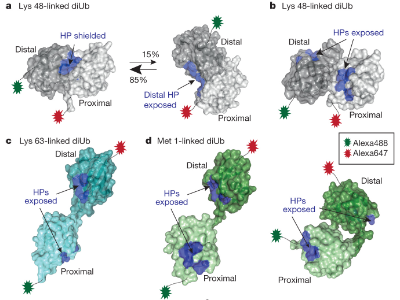 a Lys 48-linked diUb
HP shielded
Distal
Proximal
15%
85%
Distal HP
exposed
Proximal
b Lys 48-linked diUb
HPs exposed
Distal
Proximal
c Lys 63-linked diUb
Distal
HPs
exposed
Proximal
d Met 1-linked diUb
Distal
HPs
exposed
Proximal
Alexa488
Alexa647
Distal
HPs
exposed
Proximal